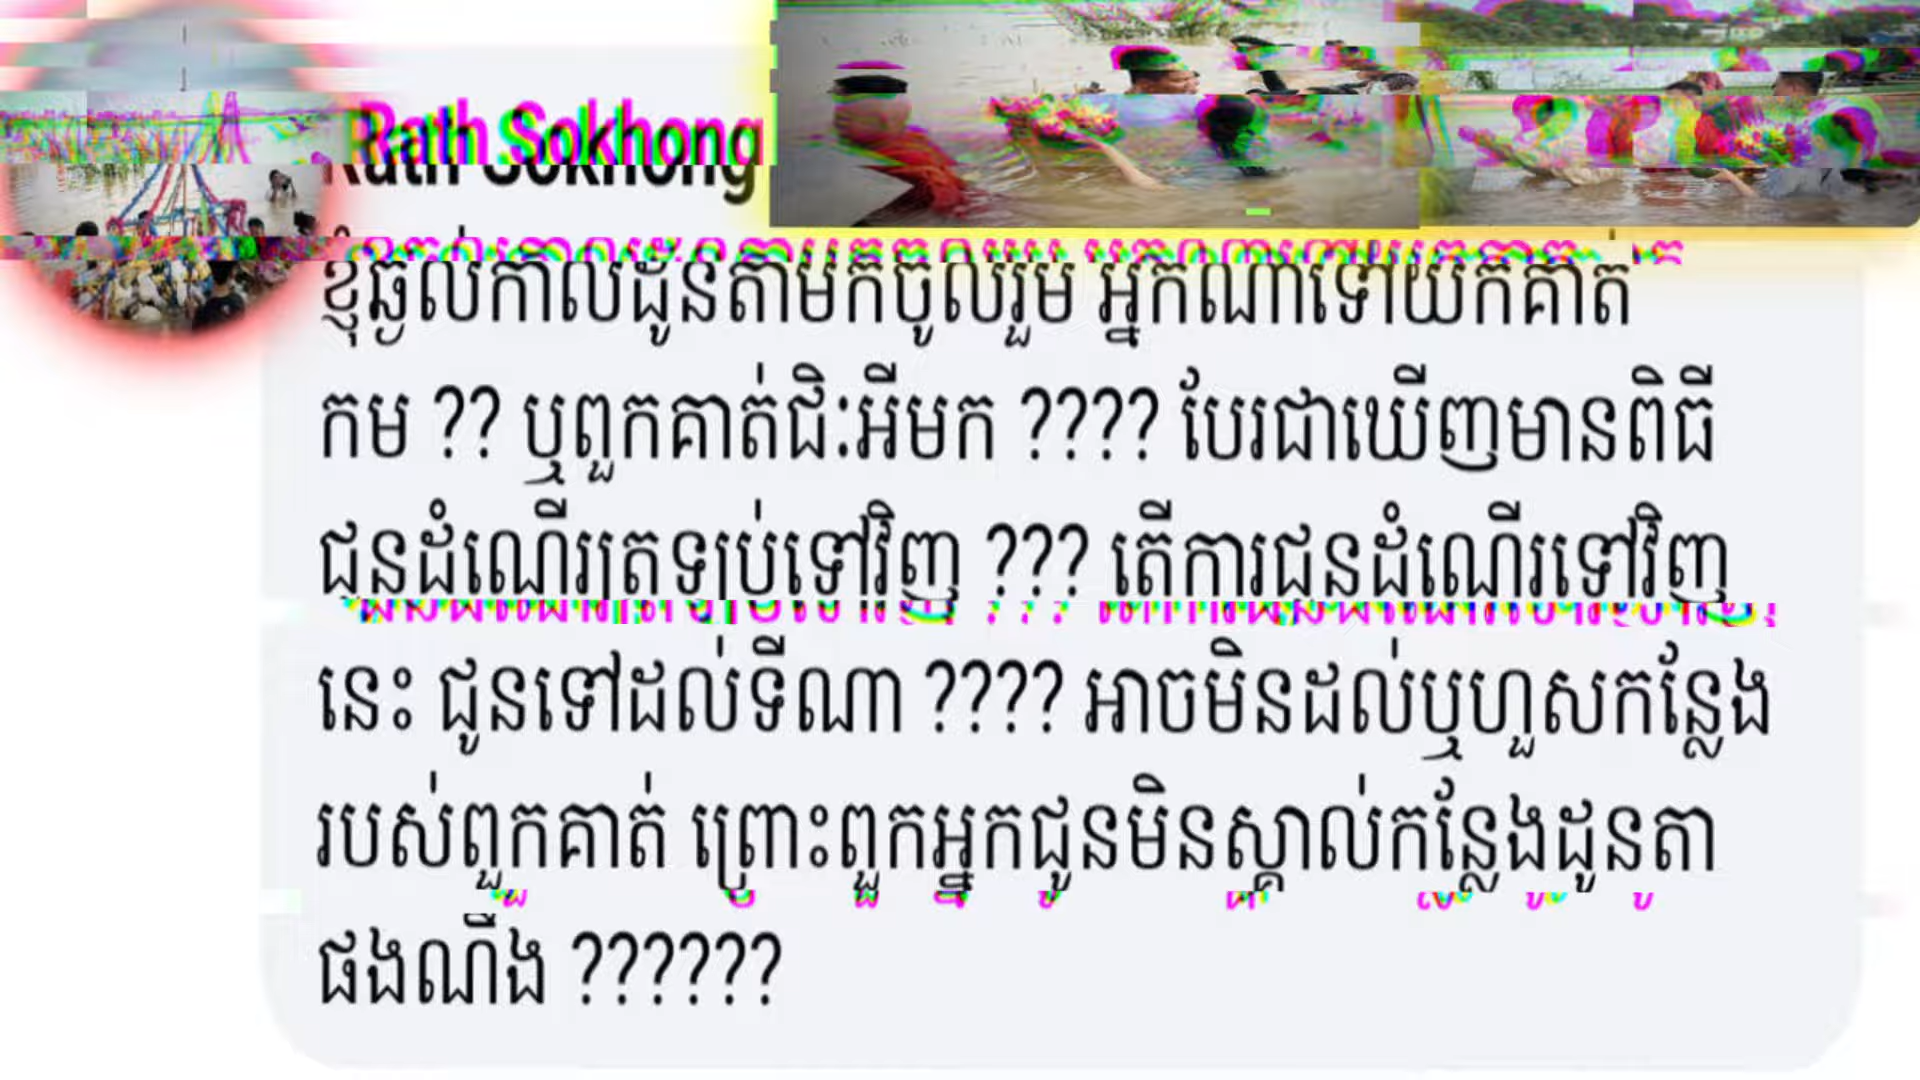 Rath Sokhong
ខ្ញុំឆ្ងល់កាលដូនតាមកចូលរួម អ្នកណាទៅយកគាត់
កម ?? ឬពួកគាត់ជិៈអីមក ???? បែរជាឃើញមានពិធី
ជូនដំណើរត្រឡប់ទៅវិញ ??? តើការជូនដំណើរទៅវិញ
នេះ ជូនទៅដល់ទីណា ???? អាចមិនដល់ឬហួសកន្លែង
របស់ពួកគាត់ ព្រោះពួកអ្នកជូនមិនស្គាល់កន្លែងដូនតា
ផងណឹង ??????